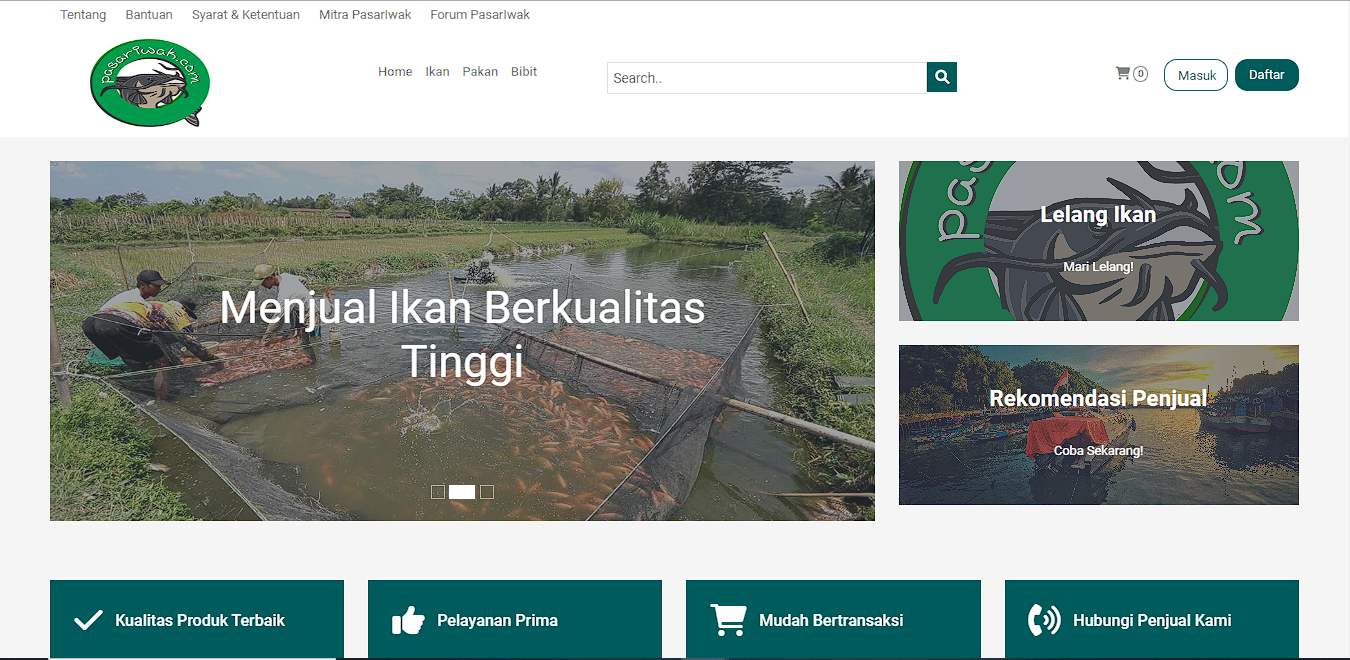 Tentang Bantuan Syarat & Ketentuan Mitra PasarIwak Forum PasarIwak
pasariwak.com
Home Ikan Pakan Bibit
Search..
0
Masuk
Daftar
Menjual Ikan Berkualitas
Tinggi
Lelang Ikan
Mari Lelang!
Rekomendasi Penjual
Coba Sekarang!
Kualitas Produk Terbaik
Pelayanan Prima
Mudah Bertransaksi
Hubungi Penjual Kami